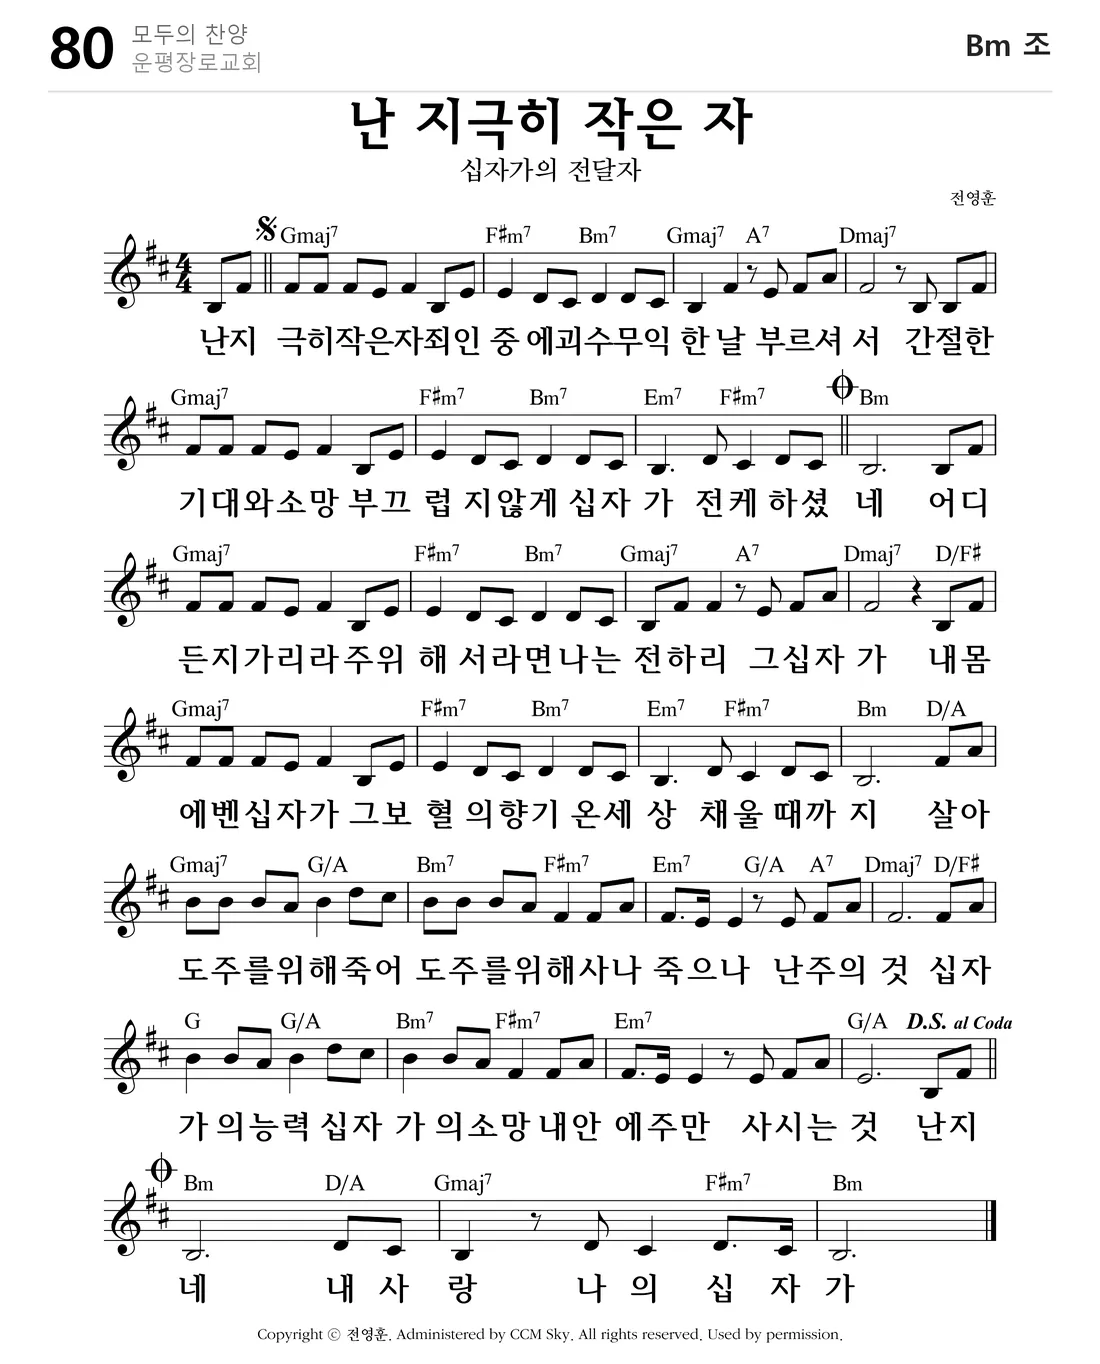 80 모두의 찬양
운평장로교회
Bm 조
난 지극히 작은 자
십자가의 전달자
전영훈
Gmaj7 F#m7 Bm7 Gmaj7 A7 Dmaj7
난지 극히작은자죄인 중 에괴수무익 한 날 부르셔 서 간절한
Gmaj7 F#m7 Bm7 Em7 F#m7 Bm
기대와소망 부끄 럽 지않게 십자 가 전케 하셨 네 어디
Gmaj7 F#m7 Bm7 Gmaj7 A7 Dmaj7 D/F#
든지가리라주위 해 서라면나는 전하리 그십자 가 내몸
Gmaj7 F#m7 Bm7 Em7 F#m7 Bm D/A
에벤십자가 그보 혈 의향기 온세 상 채울 때까 지 살아
Gmaj7 G/A Bm7 F#m7 Em7 G/A A7 Dmaj7 D/F#
도주를위해죽어 도주를위해사나 죽으나 난주의 것 십자
G G/A Bm7 F#m7 Em7 G/A D.S. al Coda
가 의능력 십자 가 의소망 내안 에주만 사시는 것 난지
Bm D/A Gmaj7 F#m7 Bm
네 내 사 랑 나 의 십 자 가
Copyright ⓒ 전영훈. Administered by CCM Sky. All rights reserved. Used by permission.